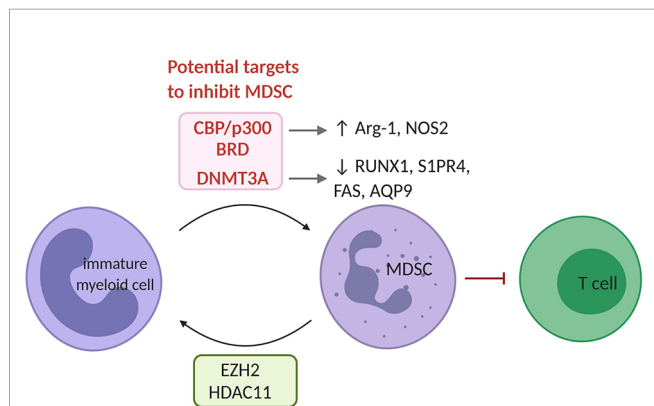 Potential targets
to inhibit MDSC
CBP/p300
BRD
↑ Arg-1, NOS2
DNMT3A
↓ RUNX1, S1PR4,
FAS, AQP9
immature
myeloid cell
MDSC
T cell
EZH2
HDAC11